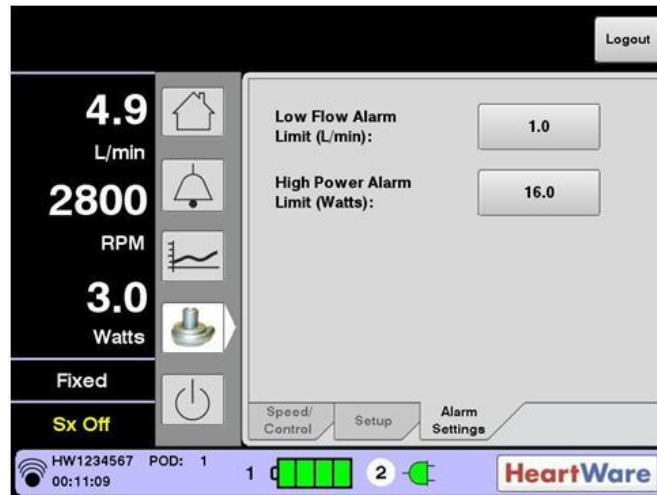 Logout
4.9
L/min
2800
RPM
3.0
Watts
Fixed
Sx Off
Low Flow Alarm
Limit (L/min):
1.0
High Power Alarm
Limit (Watts):
16.0
Speed/
Control
Setup
Alarm
Settings
HW1234567 POD: 1
00:11:09
1
2
HeartWare